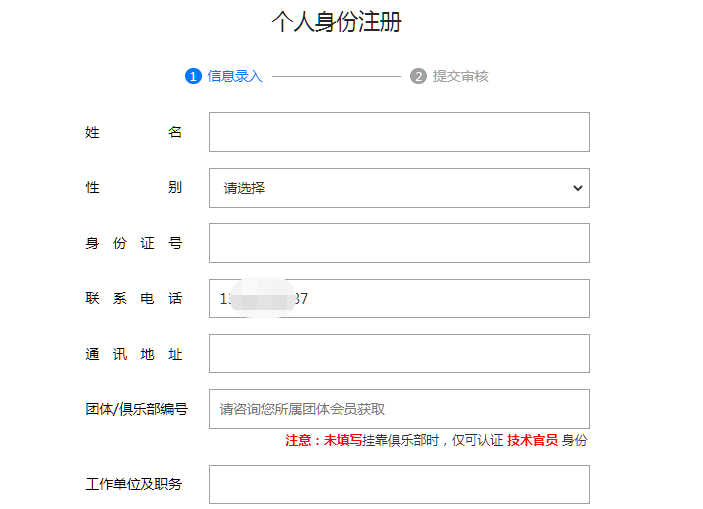 个人身份注册
1 信息录入 2 提交审核
姓名
性别 请选择
身份证号
联系电话 13 37
通讯地址
团体/俱乐部编号 请咨询您所属团体会员获取
注意：未填写挂靠俱乐部时，仅可认证 技术官员 身份
工作单位及职务